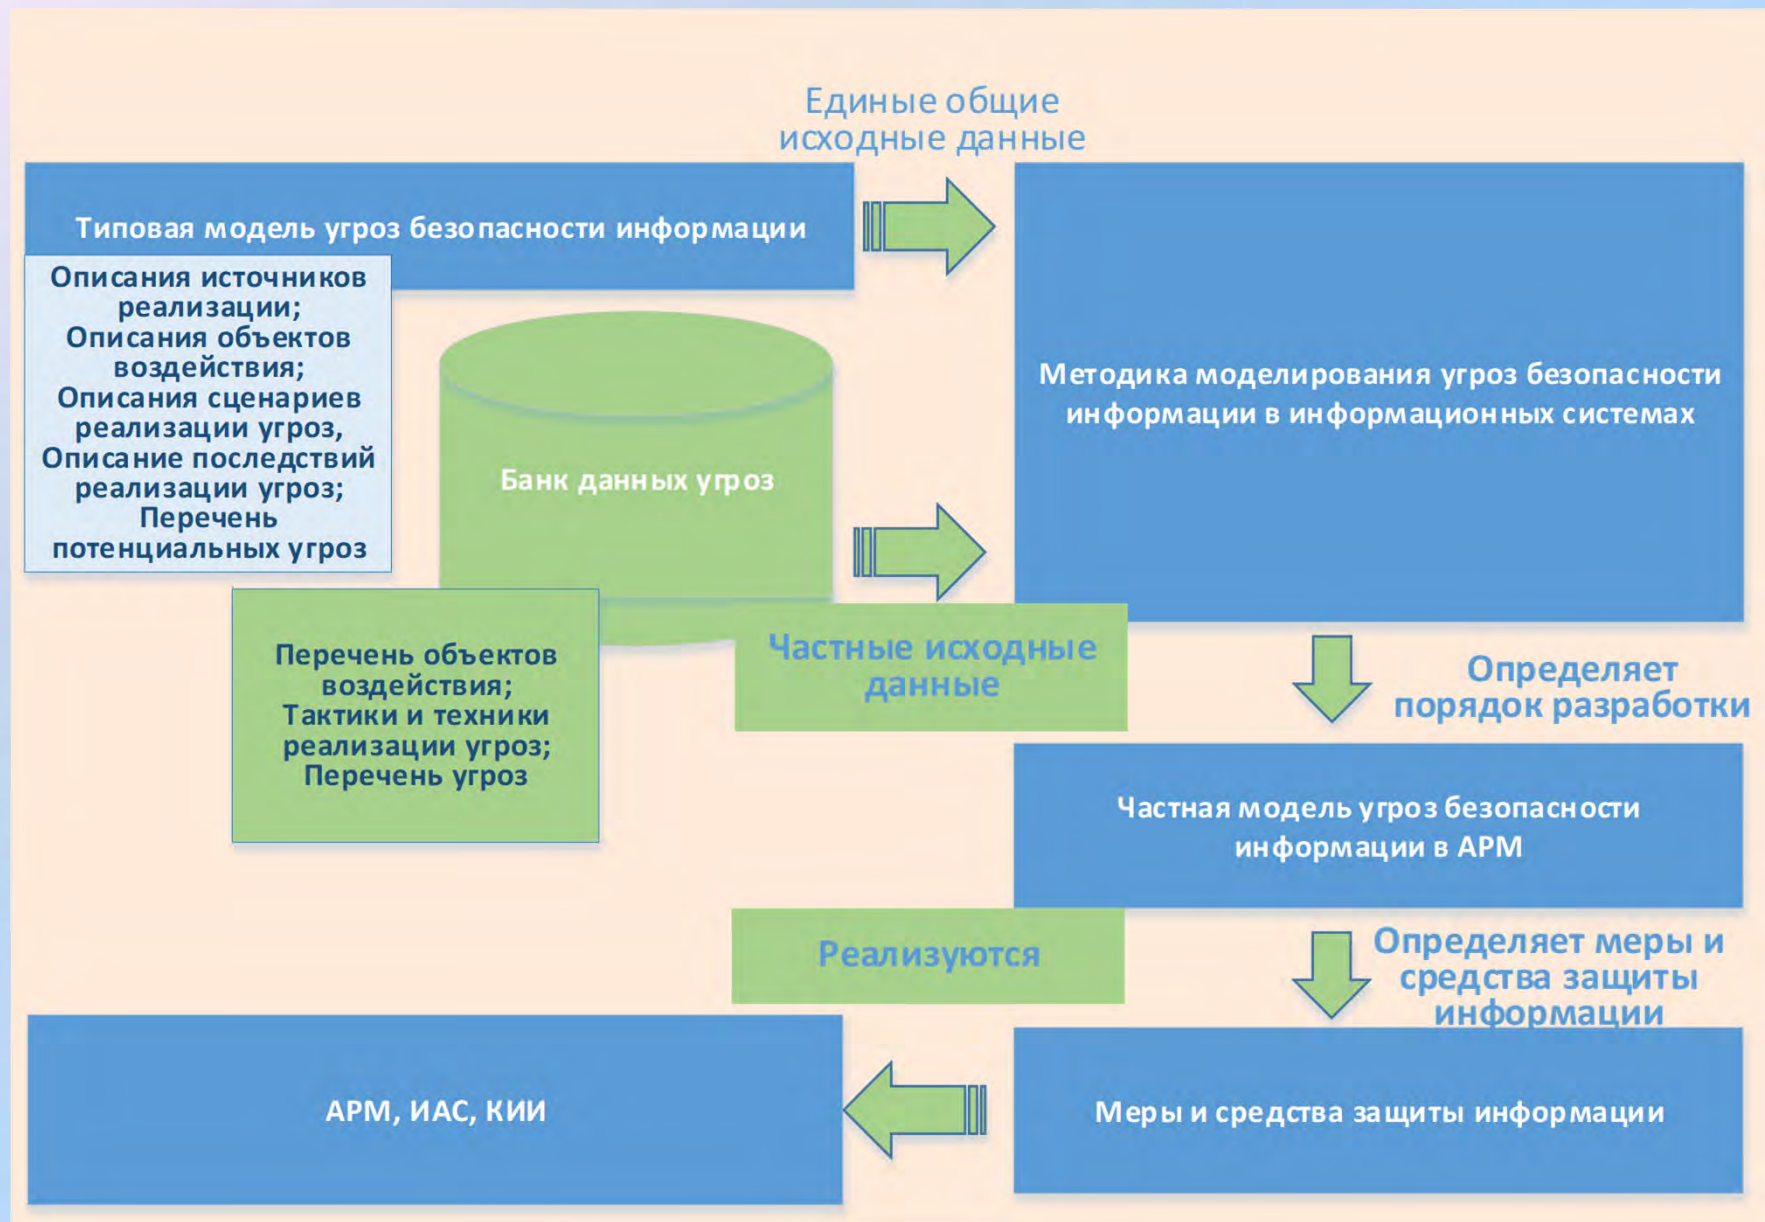 Единые общие
исходные данные
Типовая модель угроз безопасности информации
Описания источников
реализации;
Описания объектов
воздействия;
Описания сценариев
реализации угроз,
Описание последствий
реализации угроз;
Перечень
потенциальных угроз
Банк данных угроз
Методика моделирования угроз безопасности
информации в информационных системах
Перечень объектов
воздействия;
Тактики и техники
реализации угроз;
Перечень угроз
Частные исходные
данные
Определяет
порядок разработки
Частная модель угроз безопасности
информации в АРМ
Реализуются
Определяет меры и
средства защиты
информации
АРМ, ИАС, КИИ
Меры и средства защиты информации